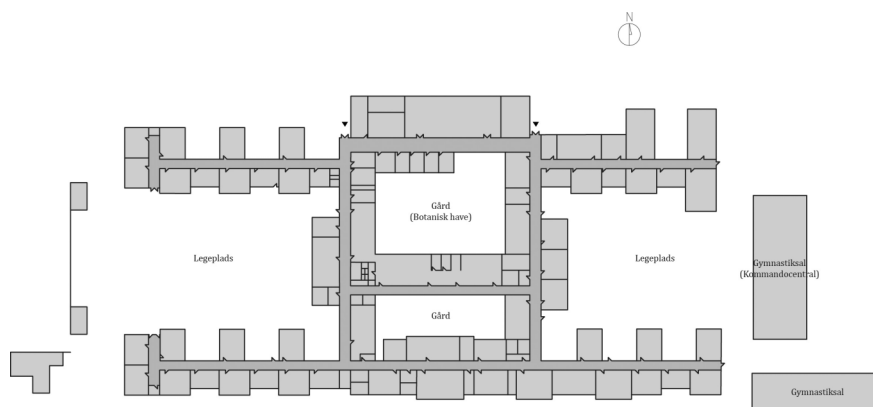 N
Gård
(Botanisk have)
Legeplads
Legeplads
Gymnastiksal
(Kommandocentral)
Gård
Gymnastiksal